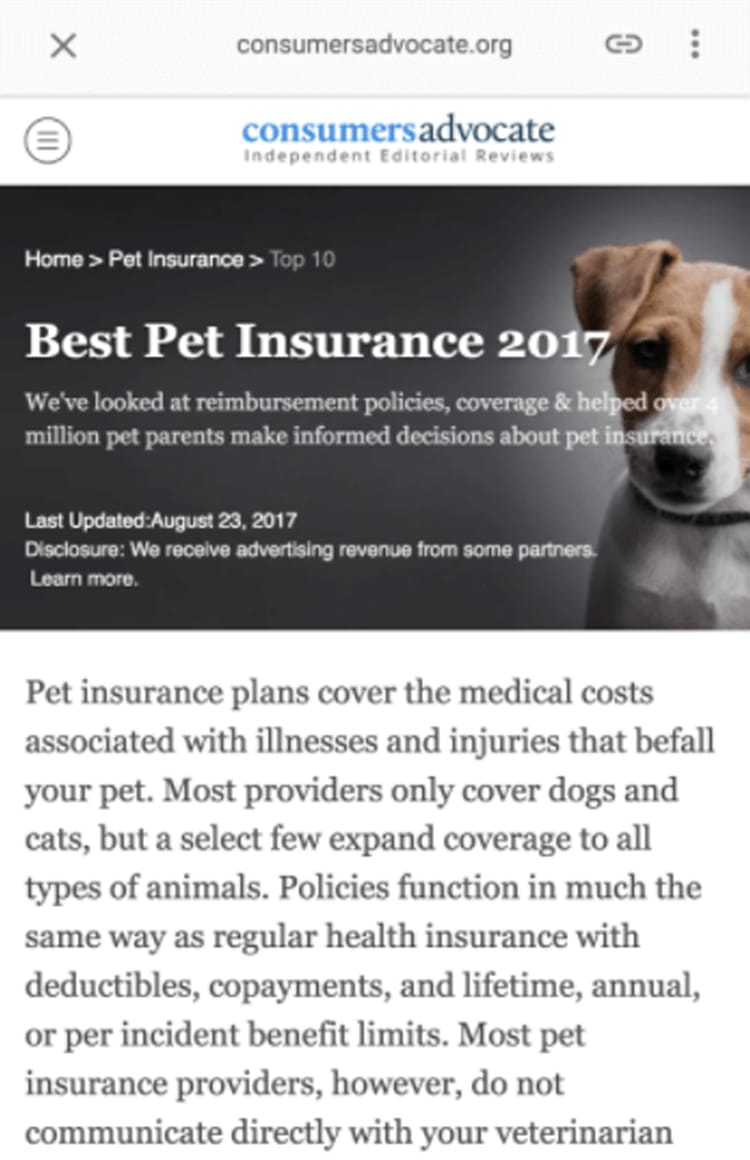 consumersadvocate.org
consumersadvocate
Independent Editorial Reviews
Home > Pet Insurance > Top 10
Best Pet Insurance 2017
We've looked at reimbursement policies, coverage & helped over 4
million pet parents make informed decisions about pet insurance.
Last Updated:August 23, 2017
Disclosure: We receive advertising revenue from some partners.
Learn more.
Pet insurance plans cover the medical costs
associated with illnesses and injuries that befall
your pet. Most providers only cover dogs and
cats, but a select few expand coverage to all
types of animals. Policies function in much the
same way as regular health insurance with
deductibles, copayments, and lifetime, annual,
or per incident benefit limits. Most pet
insurance providers, however, do not
communicate directly with your veterinarian